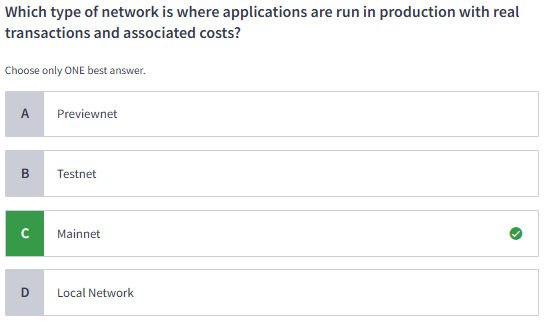 Which type of network is where applications are run in production with real
transactions and associated costs?
Choose only ONE best answer.
A Previewnet
B Testnet
C Mainnet
D Local Network